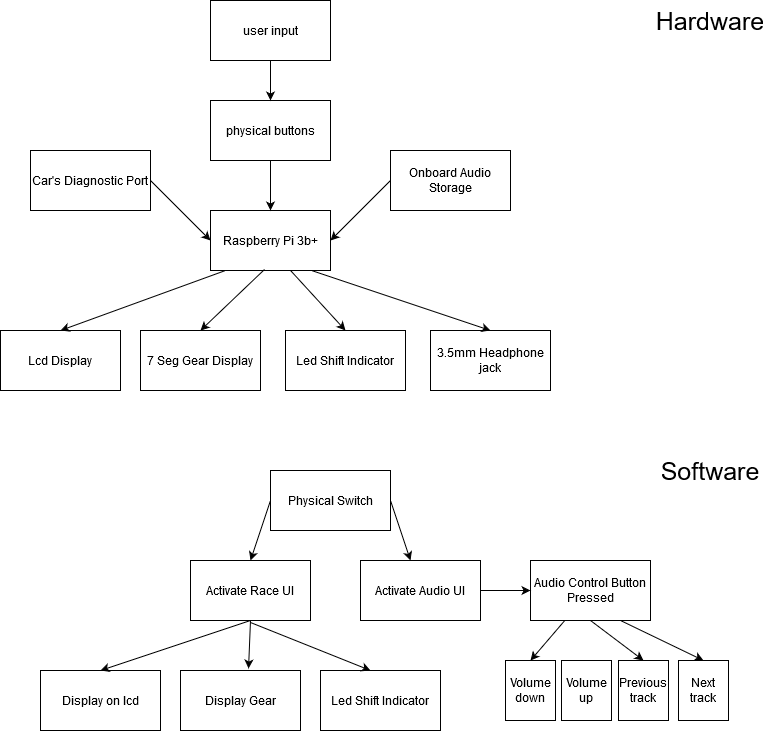 Hardware
user input
physical buttons
Car's Diagnostic Port
Onboard Audio
Storage
Raspberry Pi 3b+
Lcd Display
7 Seg Gear Display
Led Shift Indicator
3.5mm Headphone
jack
Software
Physical Switch
Activate Race UI
Activate Audio UI
Audio Control Button
Pressed
Display on lcd
Display Gear
Led Shift Indicator
Volume
down
Volume
up
Previous
track
Next
track